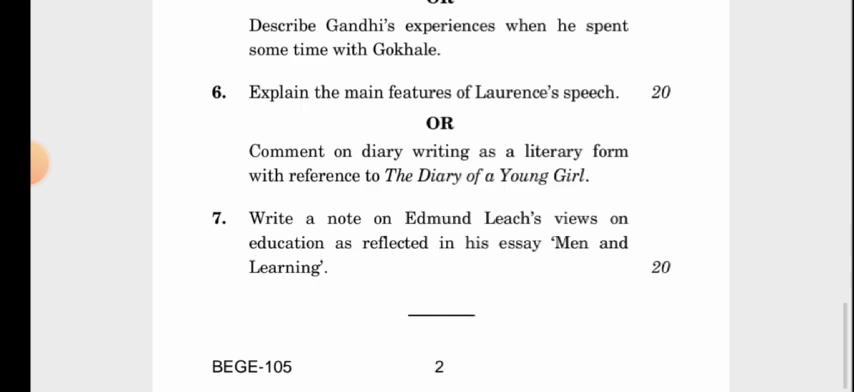 OR
Describe Gandhi's experiences when he spent
some time with Gokhale.
6. Explain the main features of Laurence's speech. 20
OR
Comment on diary writing as a literary form
with reference to The Diary of a Young Girl.
7. Write a note on Edmund Leach's views on
education as reflected in his essay ‘Men and
Learning’. 20
BEGE-105 2